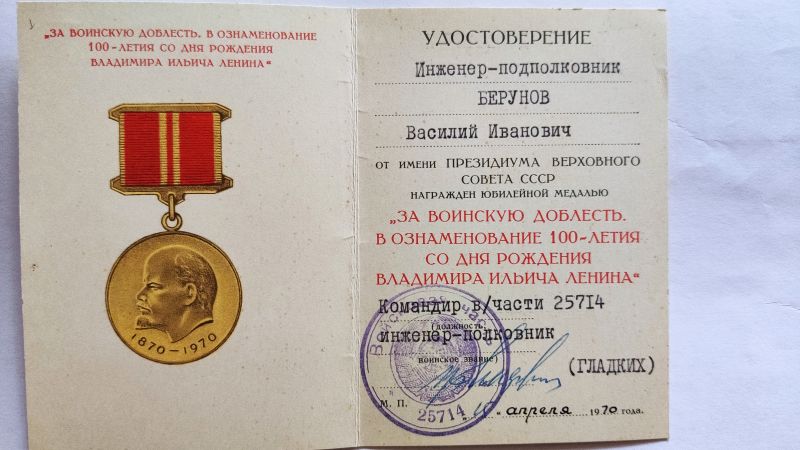 „ЗА ВОИНСКУЮ ДОБЛЕСТЬ. В ОЗНАМЕНОВАНИЕ
100-ЛЕТИЯ СО ДНЯ РОЖДЕНИЯ
ВЛАДИМИРА ИЛЬИЧА ЛЕНИНА“
1870–1970
УДОСТОВЕРЕНИЕ
Инженер-подполковник
БЕРУНОВ
Василий Иванович
ОТ ИМЕНИ ПРЕЗИДИУМА ВЕРХОВНОГО
СОВЕТА СССР
НАГРАЖДЕН ЮБИЛЕЙНОЙ МЕДАЛЬЮ
„ЗА ВОИНСКУЮ ДОБЛЕСТЬ.
В ОЗНАМЕНОВАНИЕ 100-ЛЕТИЯ
СО ДНЯ РОЖДЕНИЯ
ВЛАДИМИРА ИЛЬИЧА ЛЕНИНА“
Командир в/части 25714
(должность)
инженер-полковник
воинское звание)
(ГЛАДКИХ)
М. П.
„ “ апреля 1970 года.
Войсковая часть
25714